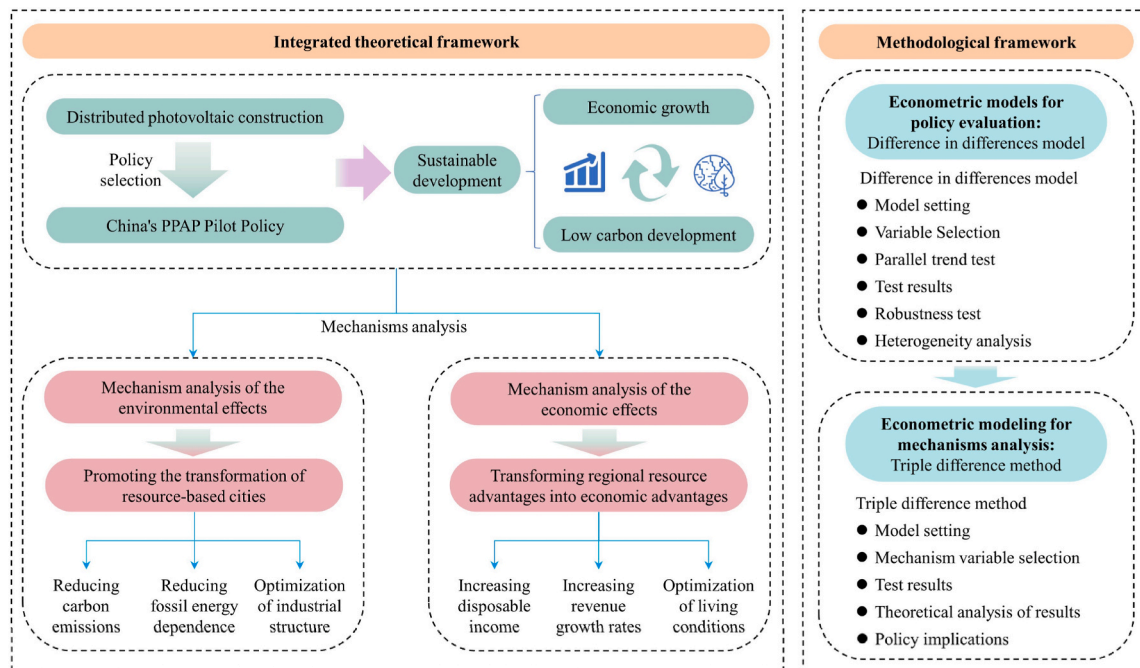 Integrated theoretical framework
Distributed photovoltaic construction
Policy
selection
China's PPAP Pilot Policy
Sustainable
development
Economic growth
Low carbon development
Mechanisms analysis
Mechanism analysis of the
environmental effects
Promoting the transformation of
resource-based cities
Reducing
carbon
emissions
Reducing
fossil energy
dependence
Optimization
of industrial
structure
Mechanism analysis of the
economic effects
Transforming regional resource
advantages into economic advantages
Increasing
disposable
income
Increasing
revenue
growth rates
Optimization
of living
conditions
Methodological framework
Econometric models for
policy evaluation:
Difference in differences model
Difference in differences model
● Model setting
● Variable Selection
● Parallel trend test
● Test results
● Robustness test
● Heterogeneity analysis
Econometric modeling for
mechanisms analysis:
Triple difference method
Triple difference method
● Model setting
● Mechanism variable selection
● Test results
● Theoretical analysis of results
● Policy implications